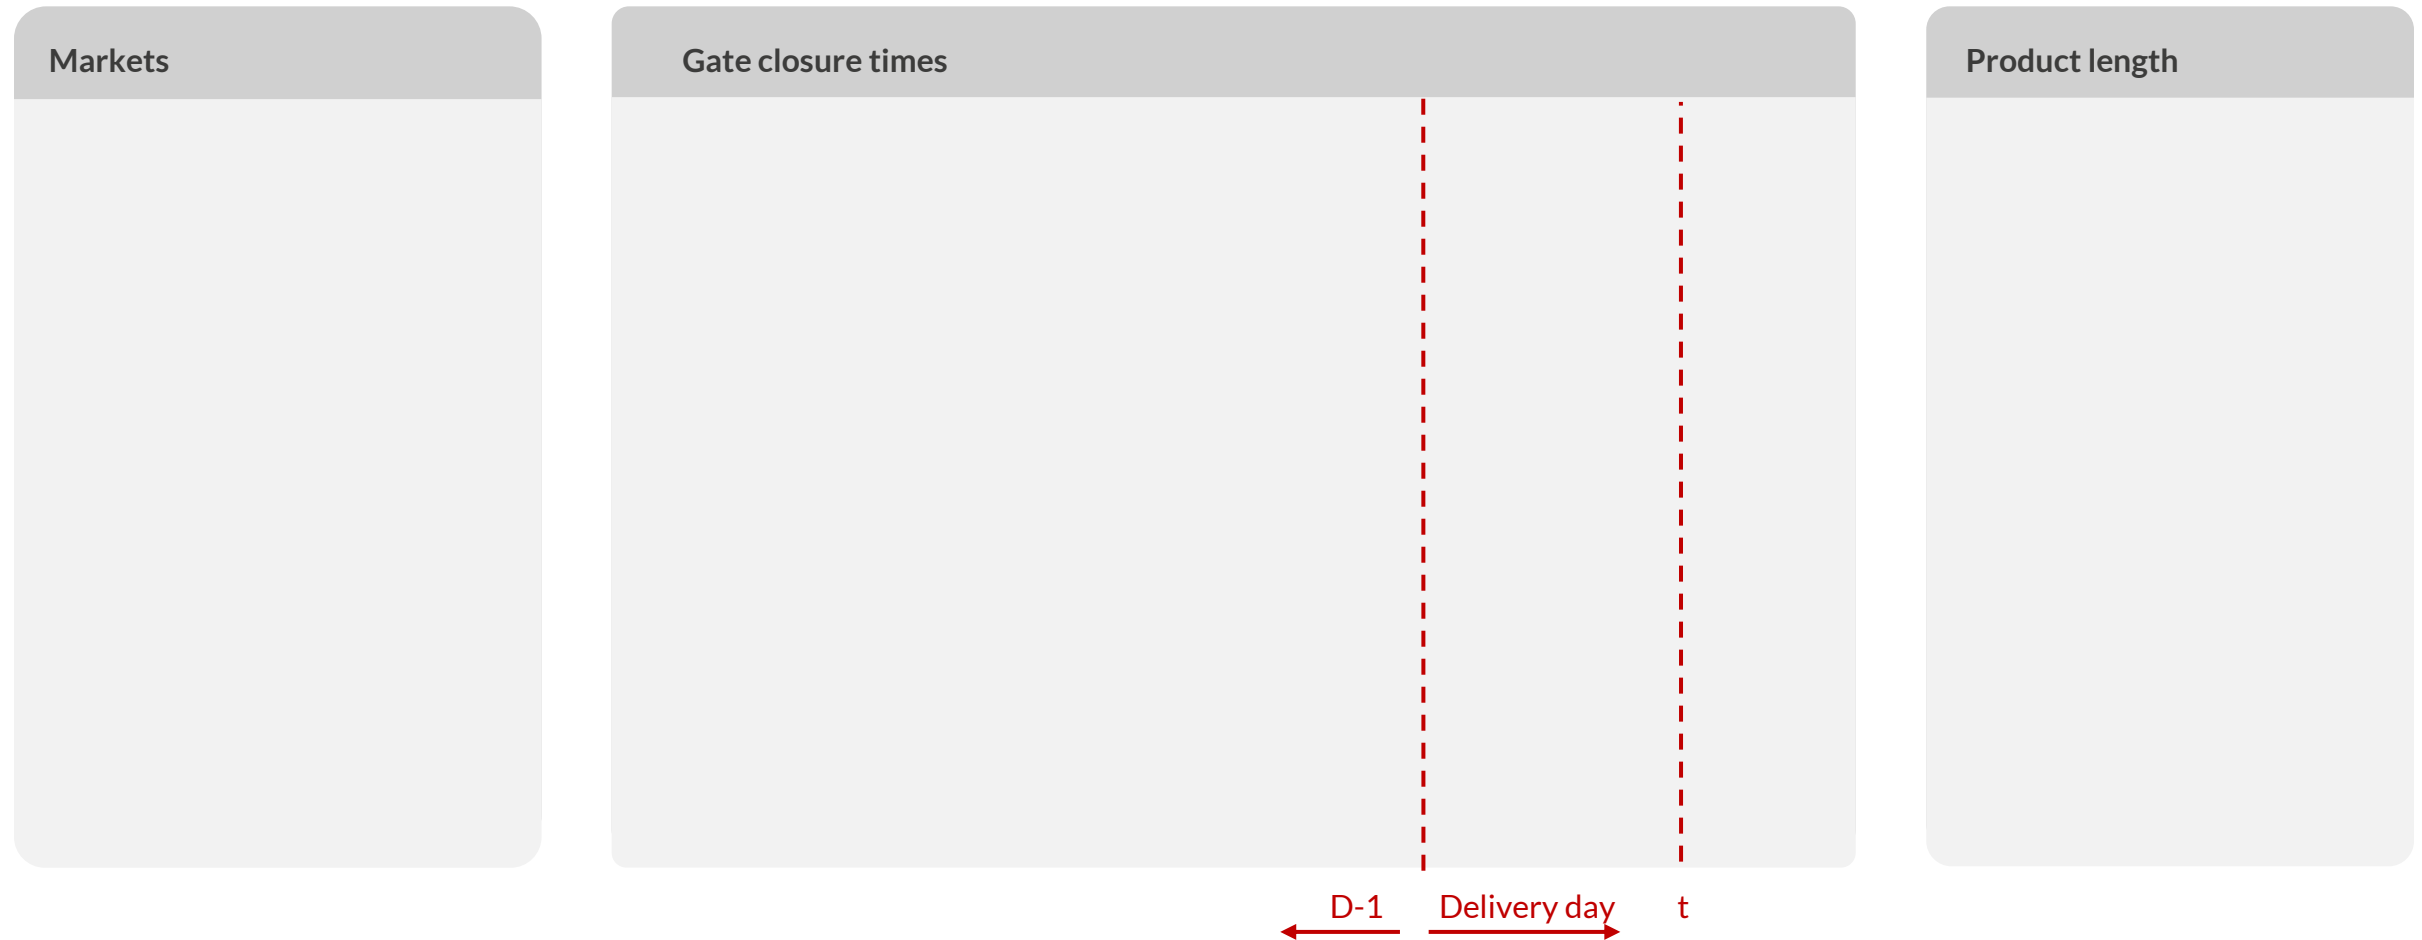 Markets
Gate closure times
Product length
D-1
Delivery day
t